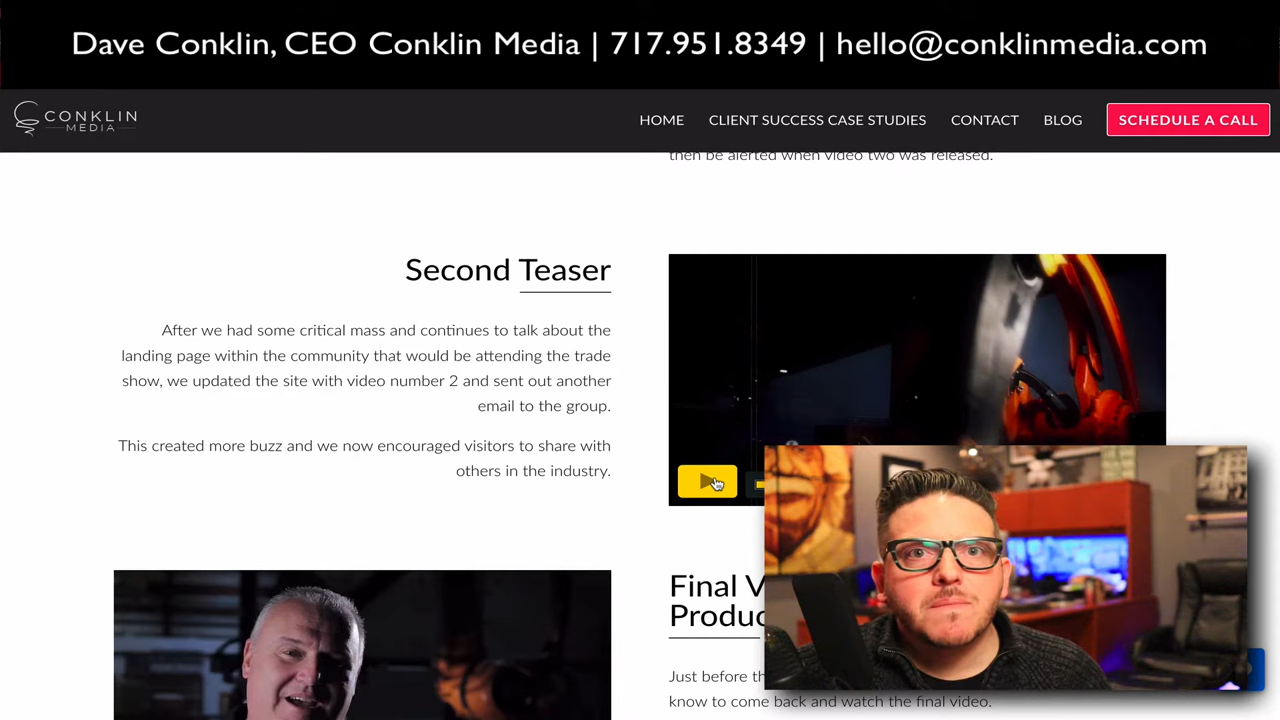 Dave Conklin, CEO Conklin Media | 717.951.8349 | hello@conklinmedia.com
CONKLIN
MEDIA
HOME CLIENT SUCCESS CASE STUDIES CONTACT BLOG SCHEDULE A CALL
then be alerted when video two was released.
Second Teaser
After we had some critical mass and continues to talk about the
landing page within the community that would be attending the trade
show, we updated the site with video number 2 and sent out another
email to the group.
This created more buzz and we now encouraged visitors to share with
others in the industry.
Final
Just before
know to come back and watch the final video.